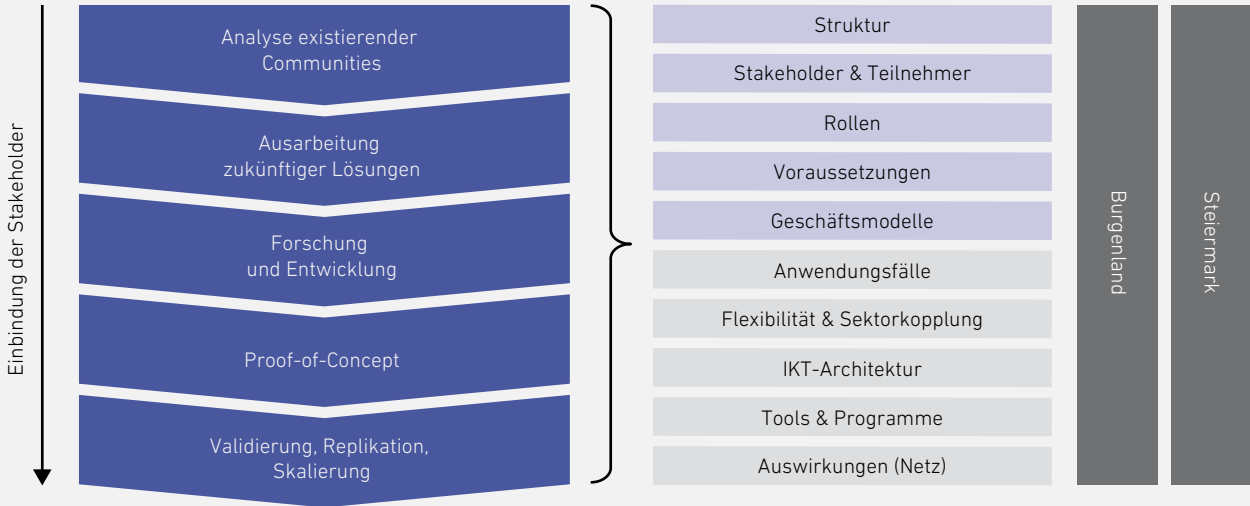 Einbindung der Stakeholder
Analyse existierender
Communities
Ausarbeitung
zukünftiger Lösungen
Forschung
und Entwicklung
Proof-of-Concept
Validierung, Replikation,
Skalierung
Struktur
Stakeholder & Teilnehmer
Rollen
Voraussetzungen
Geschäftsmodelle
Anwendungsfälle
Flexibilität & Sektorkopplung
IKT-Architektur
Tools & Programme
Auswirkungen (Netz)
Burgenland
Steiermark